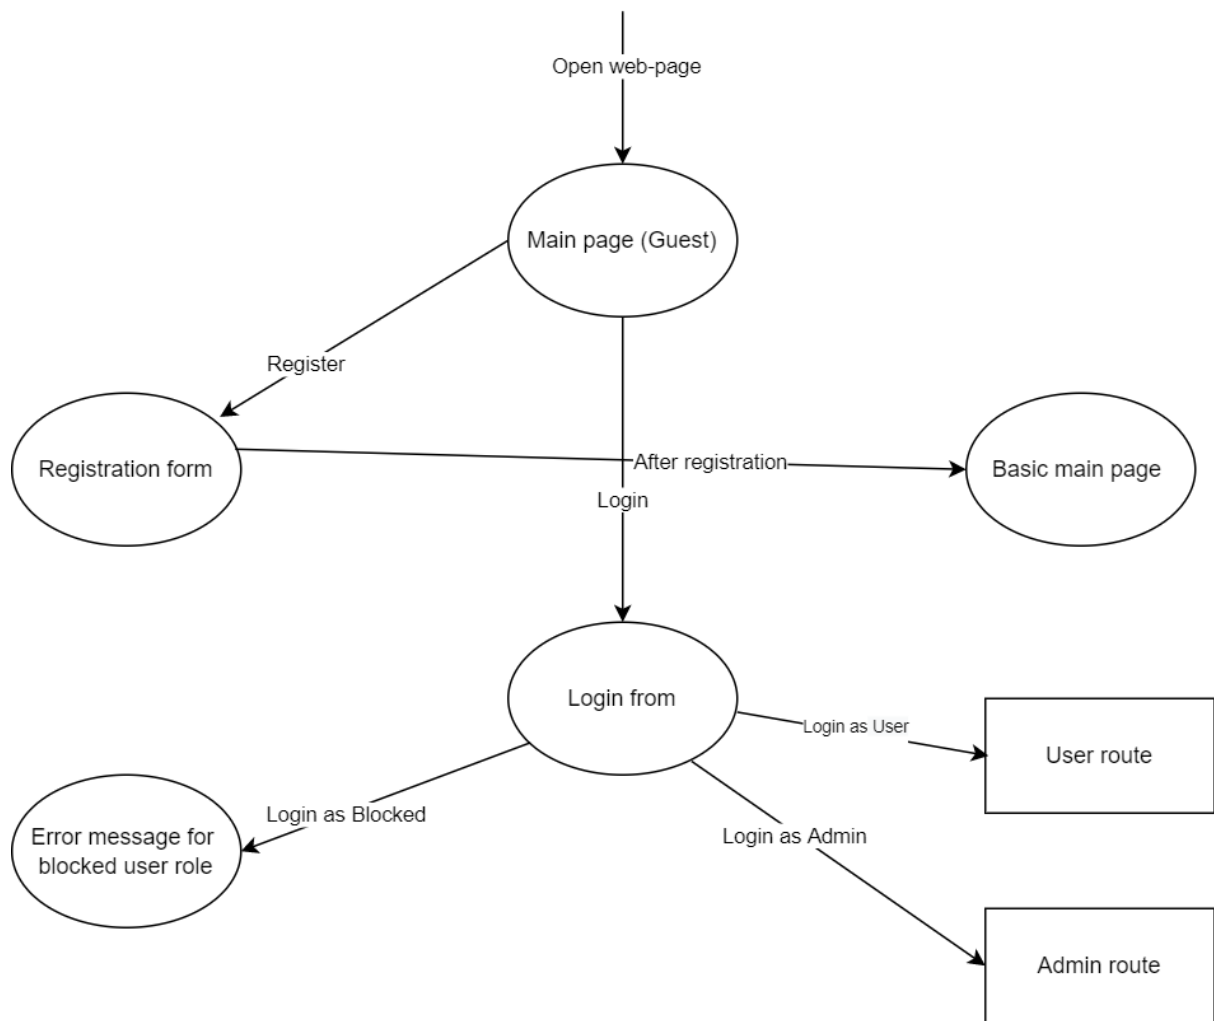 Open web-page
Main page (Guest)
Register
Registration form
After registration
Basic main page
Login
Login from
Login as User
User route
Login as Blocked
Error message for
blocked user role
Login as Admin
Admin route